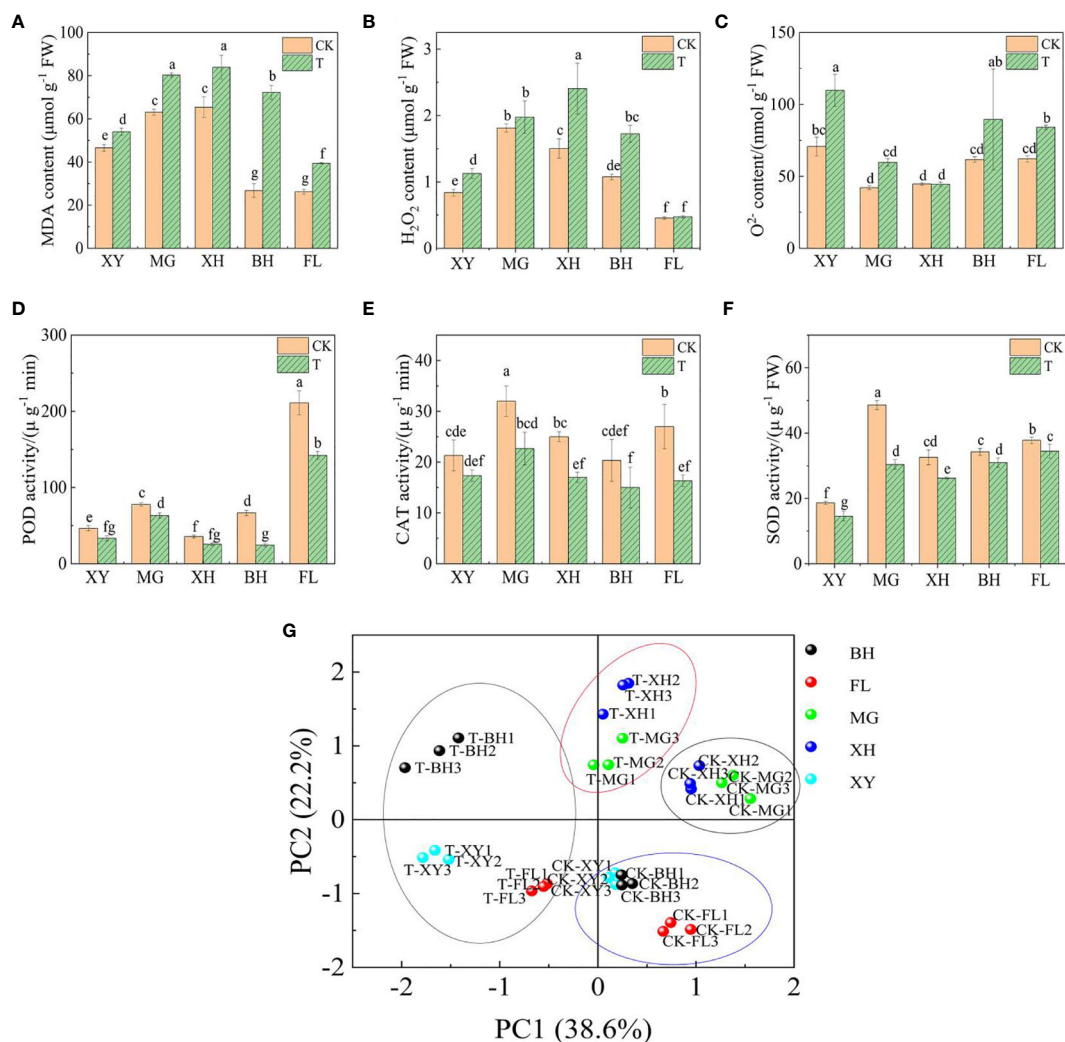 A
MDA content (μmol g⁻¹ FW)
100
80
60
40
20
0
CK
T
e
d
c
a
c
a
g
b
g
f
XY MG XH BH FL
B
H₂O₂ content (μmol g⁻¹ FW)
3
2
1
0
CK
T
e
d
b
b
c
a
de
bc
f
f
XY MG XH BH FL
C
O²⁻ content/(nmol g⁻¹ FW)
150
100
50
0
CK
T
bc
a
d
cd
d
d
cd
ab
cd
a
XY MG XH BH FL
D
POD activity/(μ g⁻¹ min)
300
200
100
0
CK
T
e
fg
c
d
f
fg
d
g
a
b
XY MG XH BH FL
E
CAT activity/(μ g⁻¹ min)
40
30
20
10
0
CK
T
cde
def
a
bcd
bc
ef
cdef
f
b
ef
XY MG XH BH FL
F
SOD activity/(μ g⁻¹ FW)
60
40
20
0
CK
T
f
g
a
d
cd
e
c
d
b
c
XY MG XH BH FL
G
PC2 (22.2%)
2
1
0
-1
-2
T-XH2
T-XH3
T-XH1
T-MG3
T-MG2
T-MG1
T-BH1
T-BH2
T-BH3
CK-XH2
CK-XH3
CK-MG2
CK-MG3
CK-XH1
CK-MG1
T-XY1
T-XY3
T-XY2
T-FL1
T-FL2
T-FL3
CK-XY1
CK-XY2
CK-XY3
CK-BH1
CK-BH2
CK-BH3
CK-FL1
CK-FL2
CK-FL3
-2 -1 0 1 2
PC1 (38.6%)
BH
FL
MG
XH
XY